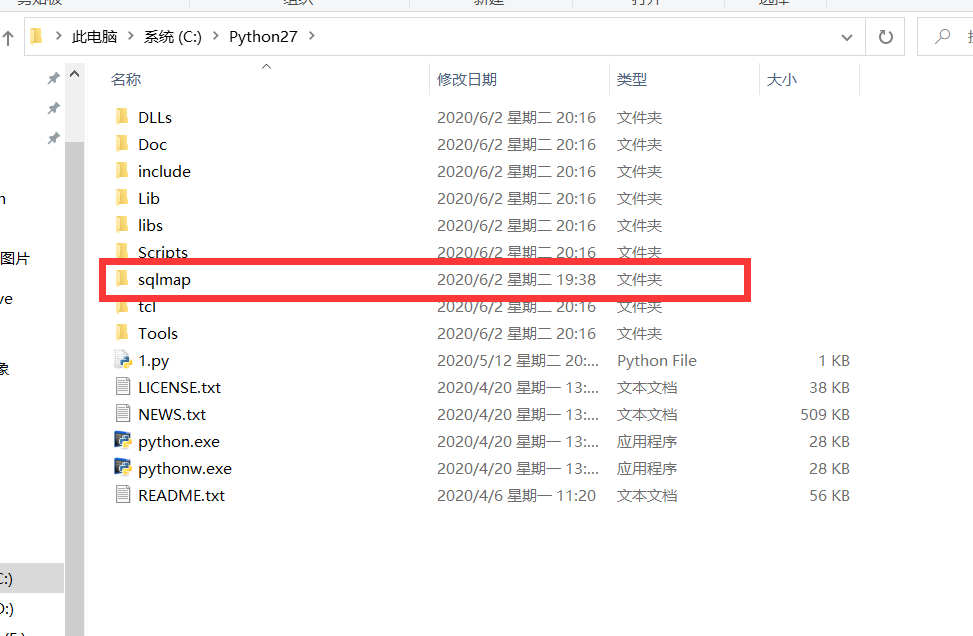 剪贴板 组织 新建 打开 选择
此电脑 系统 (C:) Python27
名称 修改日期 类型 大小
DLLs 2020/6/2 星期二 20:16 文件夹
Doc 2020/6/2 星期二 20:16 文件夹
include 2020/6/2 星期二 20:16 文件夹
Lib 2020/6/2 星期二 20:16 文件夹
libs 2020/6/2 星期二 20:16 文件夹
图片
Scripts 2020/6/2 星期二 20:16 文件夹
sqlmap 2020/6/2 星期二 19:38 文件夹
ve
tcl 2020/6/2 星期二 20:16 文件夹
Tools 2020/6/2 星期二 20:16 文件夹
1.py 2020/5/12 星期二 20:... Python File 1 KB
象
LICENSE.txt 2020/4/20 星期一 13:... 文本文档 38 KB
NEWS.txt 2020/4/20 星期一 13:... 文本文档 509 KB
python.exe 2020/4/20 星期一 13:... 应用程序 28 KB
pythonw.exe 2020/4/20 星期一 13:... 应用程序 28 KB
README.txt 2020/4/6 星期一 11:20 文本文档 56 KB
C:)
D:)